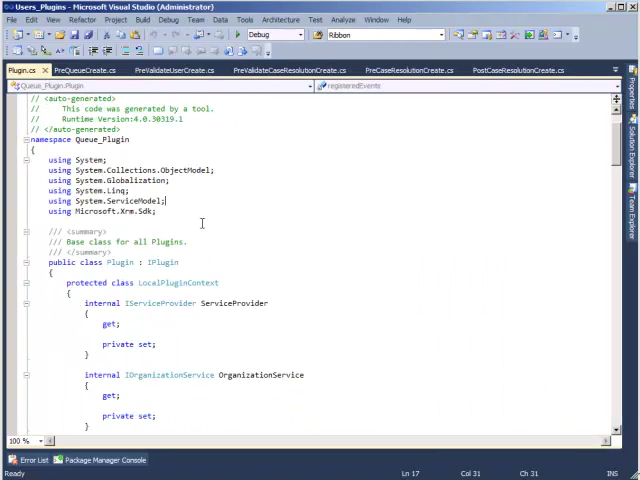 Users_Plugins - Microsoft Visual Studio (Administrator)
File Edit View Refactor Project Build Debug Team Data Tools Architecture Test Analyze Window Help
Debug Ribbon
Plugin.cs PreQueueCreate.cs PreValidateUserCreate.cs PreValidateCaseResolutionCreate.cs PreCaseResolutionCreate.cs PostCaseResolutionCreate.cs
Queue_Plugin.Plugin registeredEvents
// <auto-generated>
//     This code was generated by a tool.
//     Runtime Version:4.0.30319.1
// </auto-generated>
namespace Queue_Plugin
{
using System;
using System.Collections.ObjectModel;
using System.Globalization;
using System.Linq;
using System.ServiceModel;
using Microsoft.Xrm.Sdk;
/// <summary>
/// Base class for all Plugins.
/// </summary>
public class Plugin : IPlugin
{
protected class LocalPluginContext
{
internal IServiceProvider ServiceProvider
{
get;
private set;
}
internal IOrganizationService OrganizationService
{
get;
private set;
}
100 %
Error List Package Manager Console
Ready Ln 17 Col 31 Ch 31 INS
Properties
Solution Explorer
Team Explorer